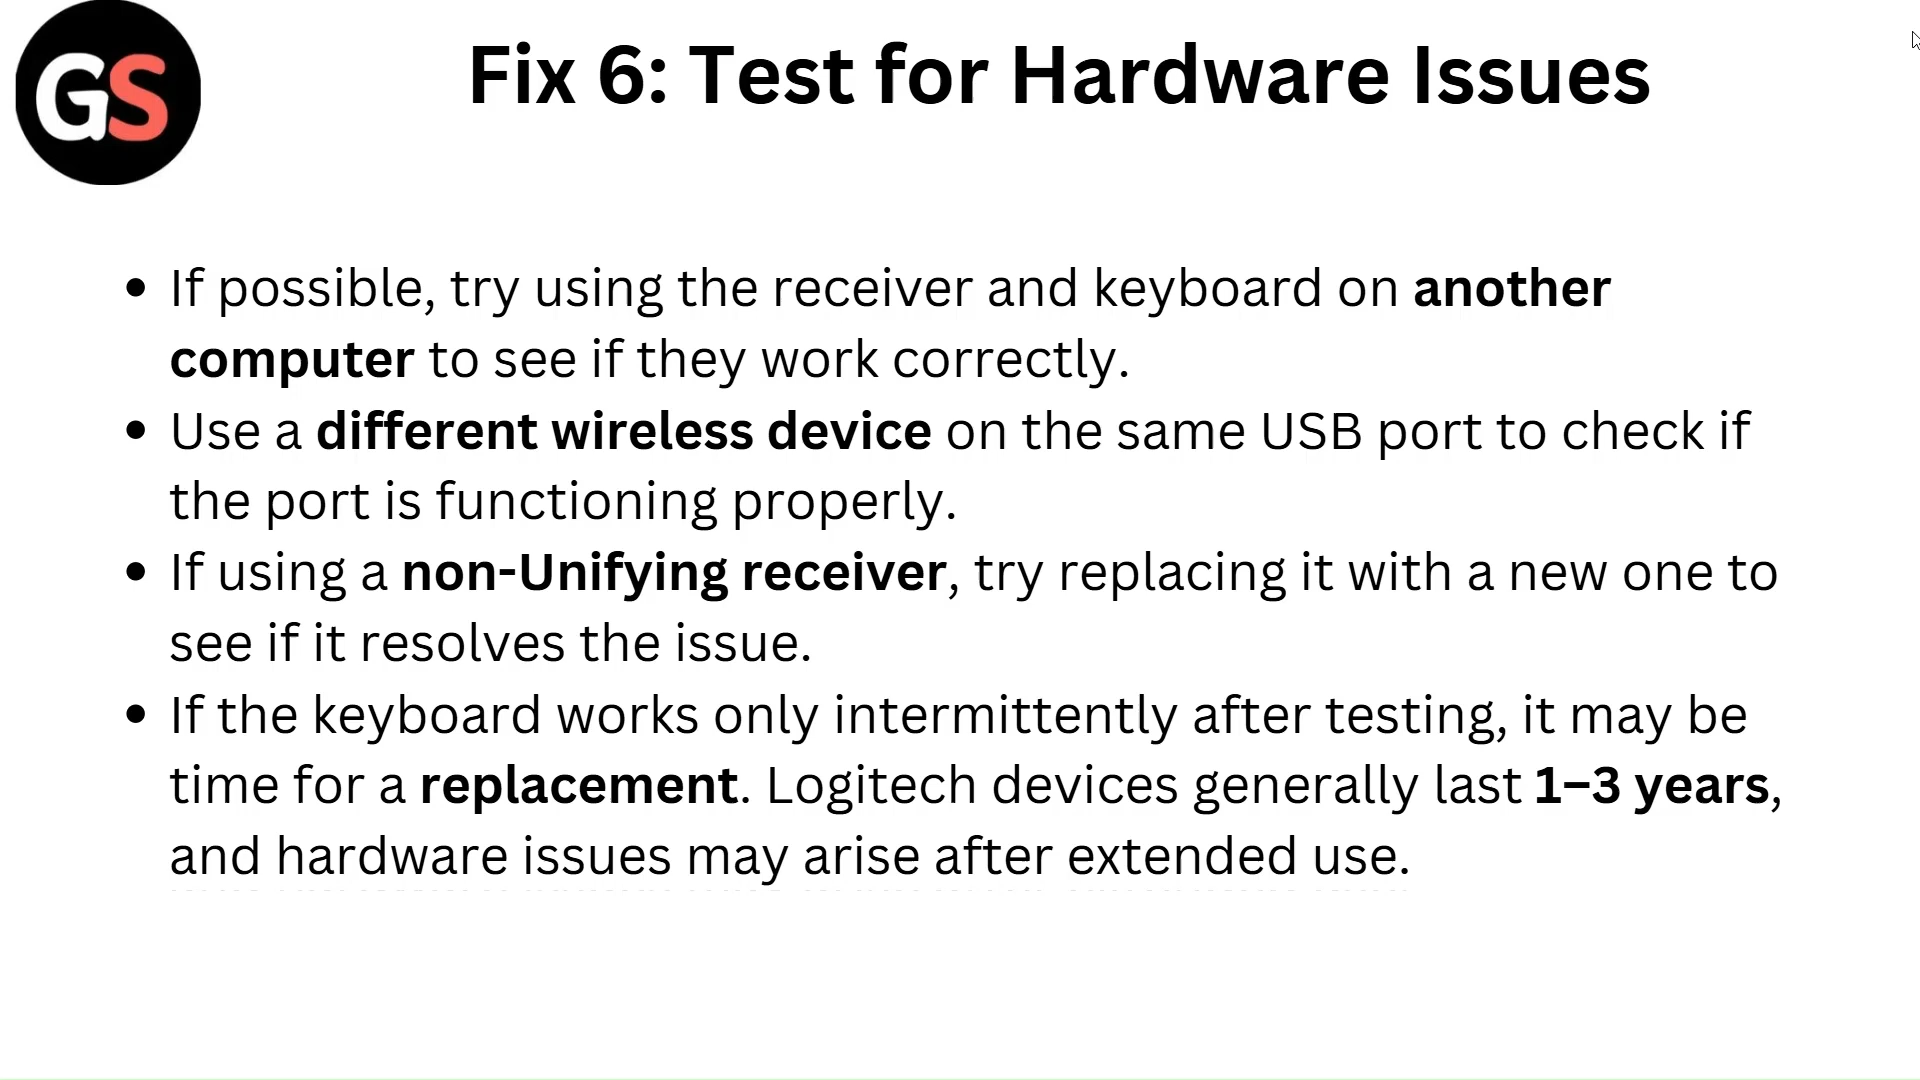 GS
Fix 6: Test for Hardware Issues
• If possible, try using the receiver and keyboard on another
computer to see if they work correctly.
• Use a different wireless device on the same USB port to check if
the port is functioning properly.
• If using a non-Unifying receiver, try replacing it with a new one to
see if it resolves the issue.
• If the keyboard works only intermittently after testing, it may be
time for a replacement. Logitech devices generally last 1–3 years,
and hardware issues may arise after extended use.